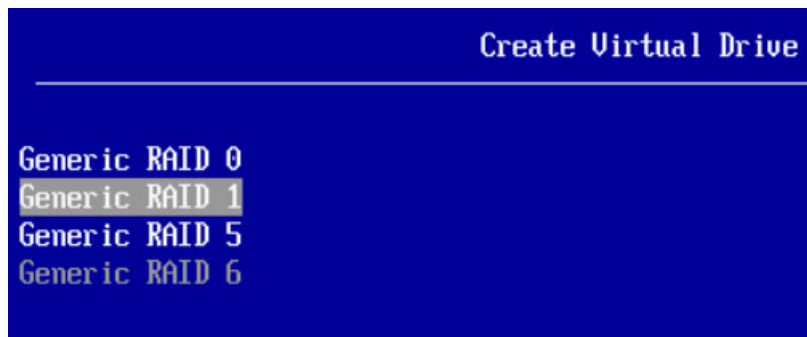 Create Virtual Drive
Generic RAID 0
Generic RAID 1
Generic RAID 5
Generic RAID 6